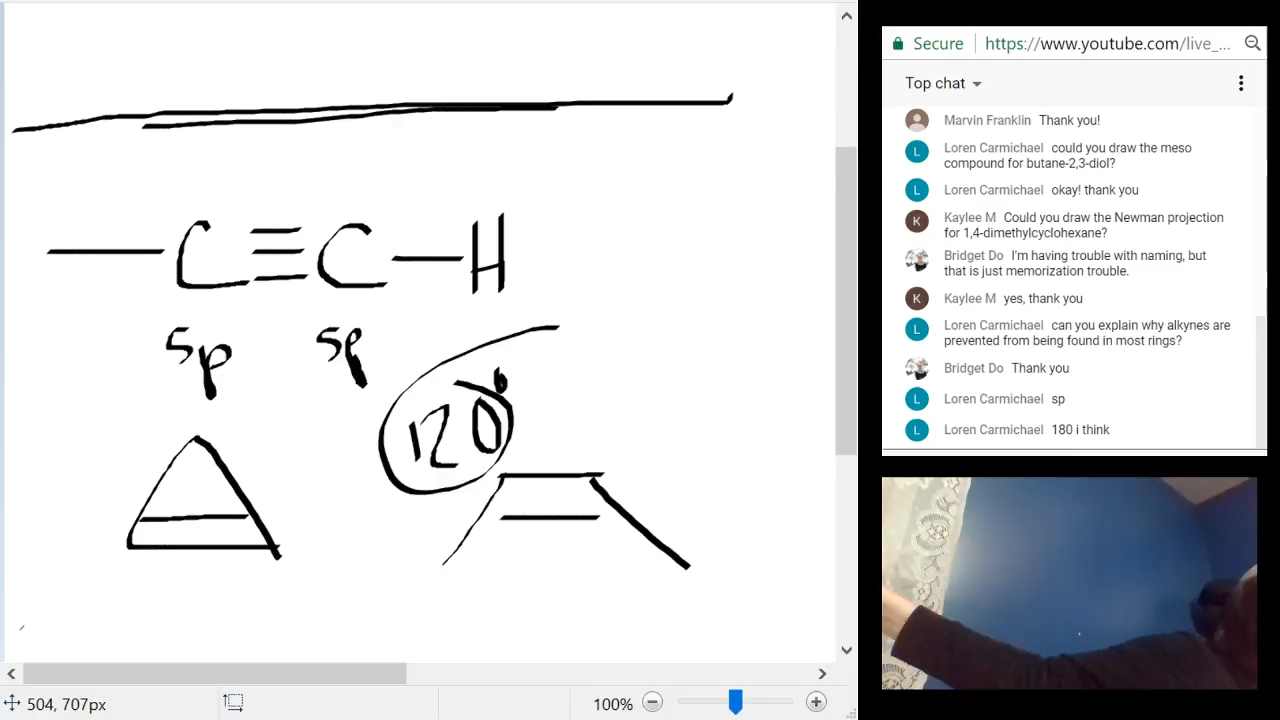 C≡C—H
sp sp
120°
504, 707px
100%
Secure https://www.youtube.com/live_...
Top chat
Marvin Franklin Thank you!
Loren Carmichael could you draw the meso
compound for butane-2,3-diol?
L
L
Loren Carmichael okay! thank you
K
Kaylee M Could you draw the Newman projection
for 1,4-dimethylcyclohexane?
Bridget Do I'm having trouble with naming, but
that is just memorization trouble.
K
Kaylee M yes, thank you
L
Loren Carmichael can you explain why alkynes are
prevented from being found in most rings?
Bridget Do Thank you
L
Loren Carmichael sp
L
Loren Carmichael 180 i think